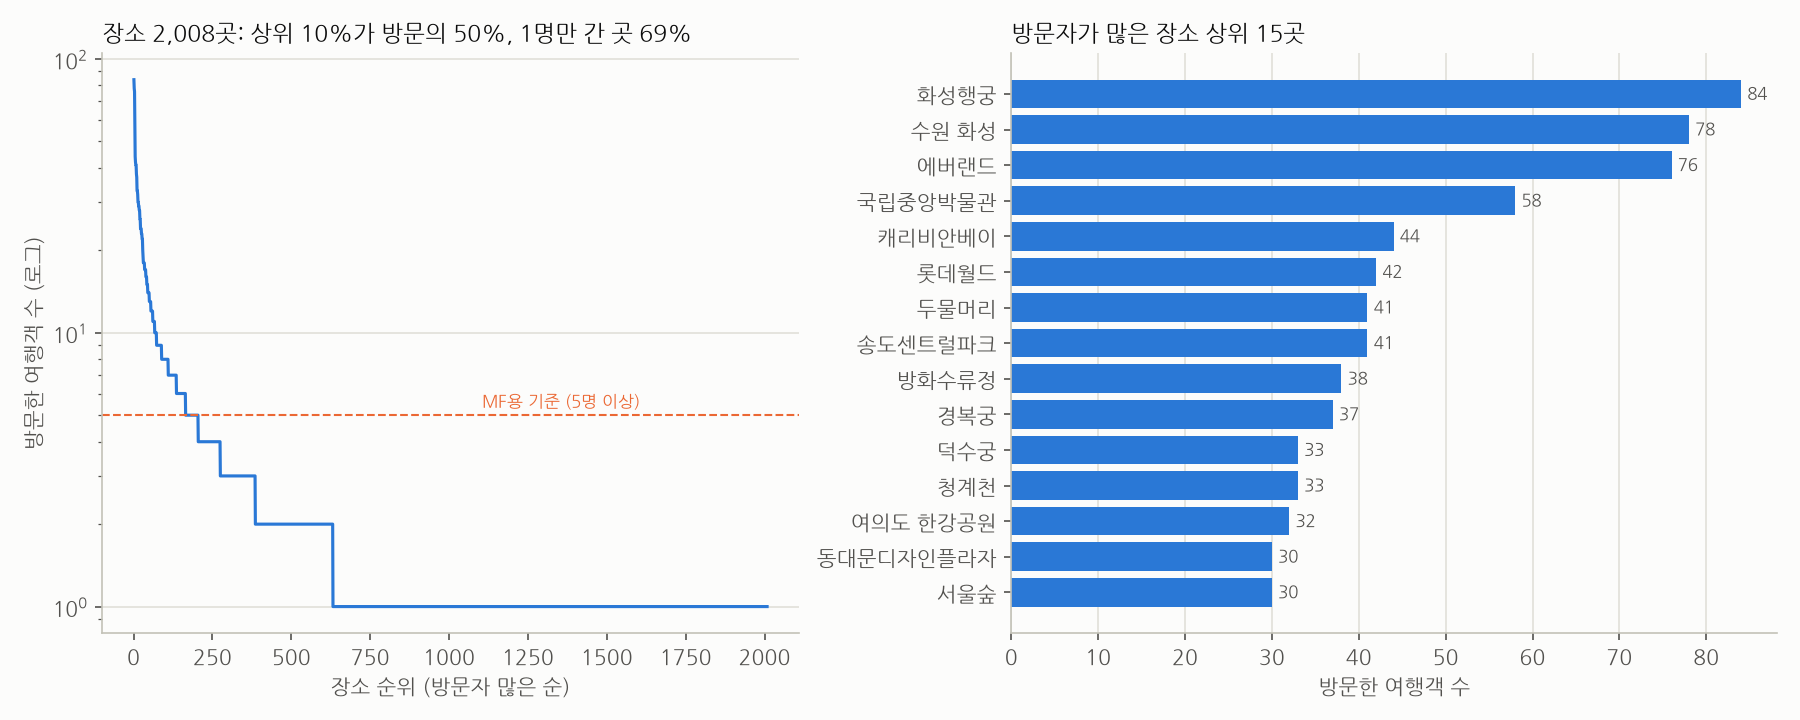 장소 2,008곳: 상위 10%가 방문의 50%, 1명만 간 곳 69%
방문한 여행객 수 (로그)
10²
10¹
10⁰
MF용 기준 (5명 이상)
0 250 500 750 1000 1250 1500 1750 2000
장소 순위 (방문자 많은 순)
방문자가 많은 장소 상위 15곳
화성행궁 84
수원 화성 78
에버랜드 76
국립중앙박물관 58
캐리비안베이 44
롯데월드 42
두물머리 41
송도센트럴파크 41
방화수류정 38
경복궁 37
덕수궁 33
청계천 33
여의도 한강공원 32
동대문디자인플라자 30
서울숲 30
0 10 20 30 40 50 60 70 80
방문한 여행객 수